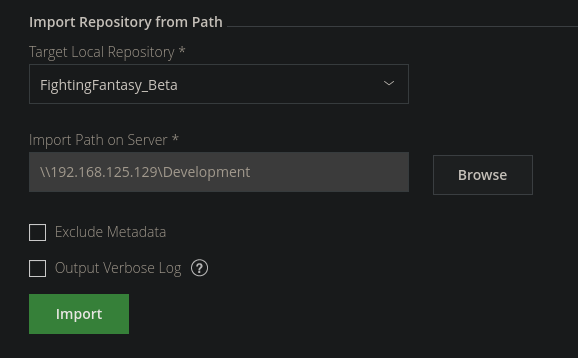 Import Repository from Path
Target Local Repository *
FightingFantasy_Beta
Import Path on Server *
\\192.168.125.129\Development
Browse
Exclude Metadata
Output Verbose Log ?
Import